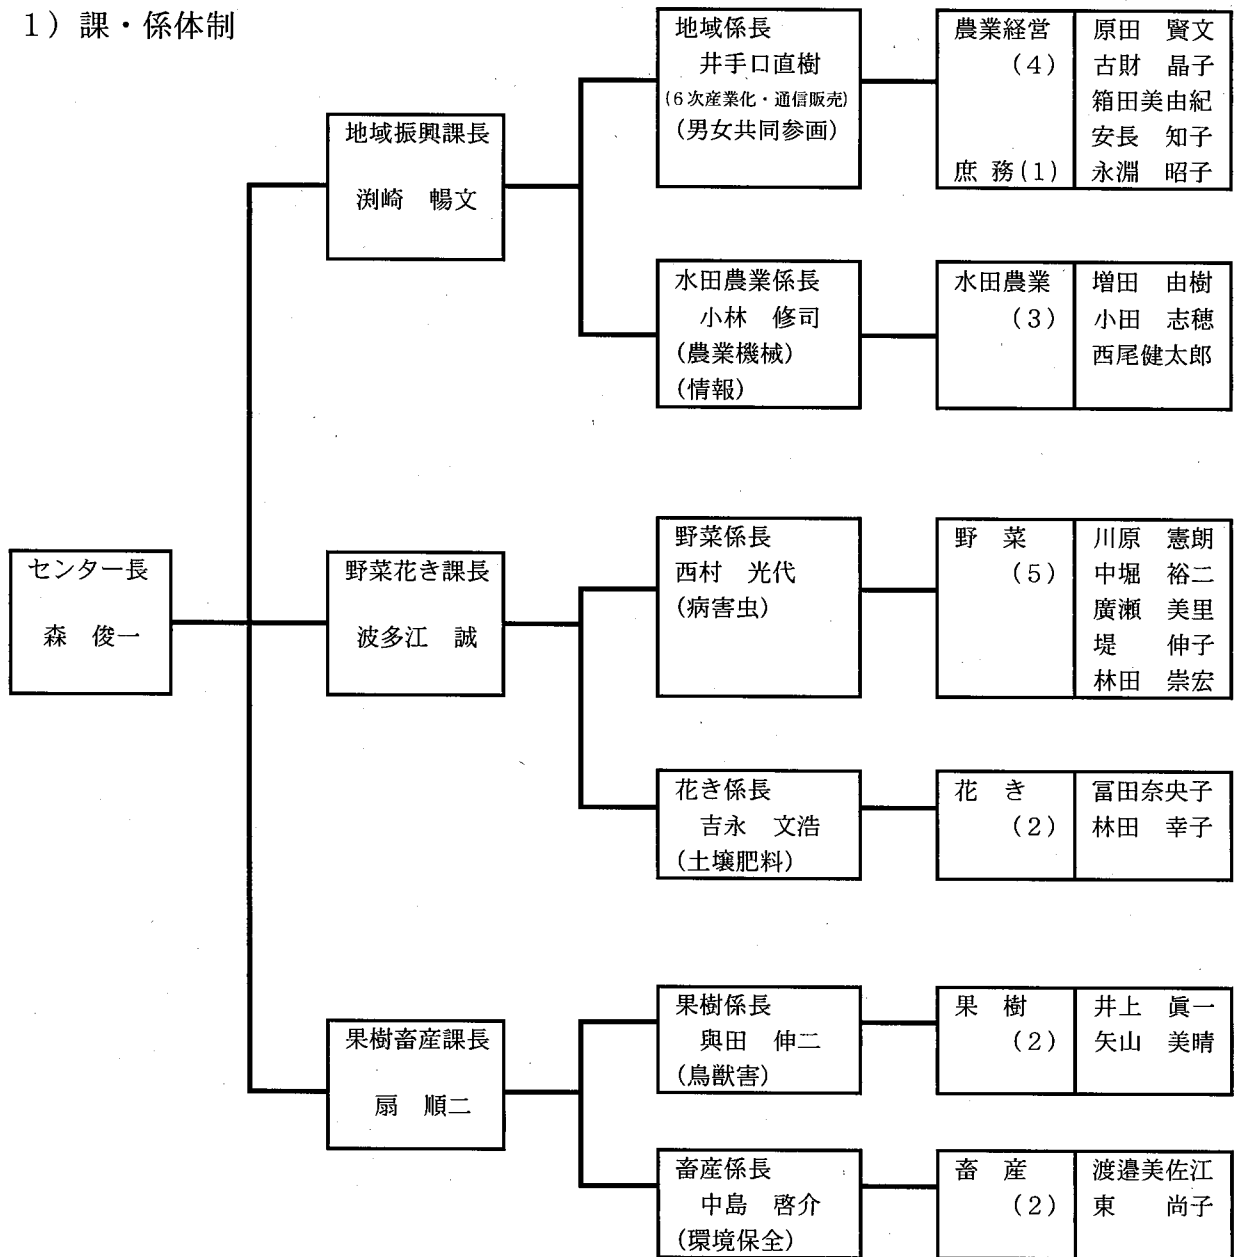 1）課・係体制
センター長
森　俊一
地域振興課長
渕崎　暢文
地域係長
井手口直樹
(6次産業化・通信販売)
(男女共同参画)
農業経営
(4)
庶 務(1)
原田　賢文
古財　晶子
箱田美由紀
安長　知子
永淵　昭子
水田農業係長
小林　修司
(農業機械)
(情報)
水田農業
(3)
増田　由樹
小田　志穂
西尾健太郎
野菜花き課長
波多江　誠
野菜係長
西村　光代
(病害虫)
野　菜
(5)
川原　憲朗
中堀　裕二
廣瀬　美里
堤　　伸子
林田　崇宏
花き係長
吉永　文浩
(土壌肥料)
花　き
(2)
冨田奈央子
林田　幸子
果樹畜産課長
扇　順二
果樹係長
與田　伸二
(鳥獣害)
果　樹
(2)
井上　眞一
矢山　美晴
畜産係長
中島　啓介
(環境保全)
畜　産
(2)
渡邉美佐江
東　　尚子